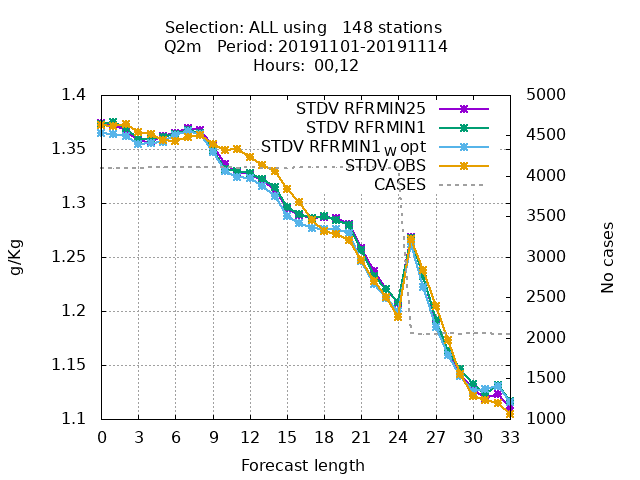 Selection: ALL using   148 stations
Q2m   Period: 20191101-20191114
Hours:  00,12
1.4
1.35
1.3
1.25
1.2
1.15
1.1
g/Kg
STDV RFRMIN25
STDV RFRMIN1
STDV RFRMIN1_w opt
STDV OBS
CASES
5000
4500
4000
3500
3000
2500
2000
1500
1000
No cases
0 3 6 9 12 15 18 21 24 27 30 33
Forecast length